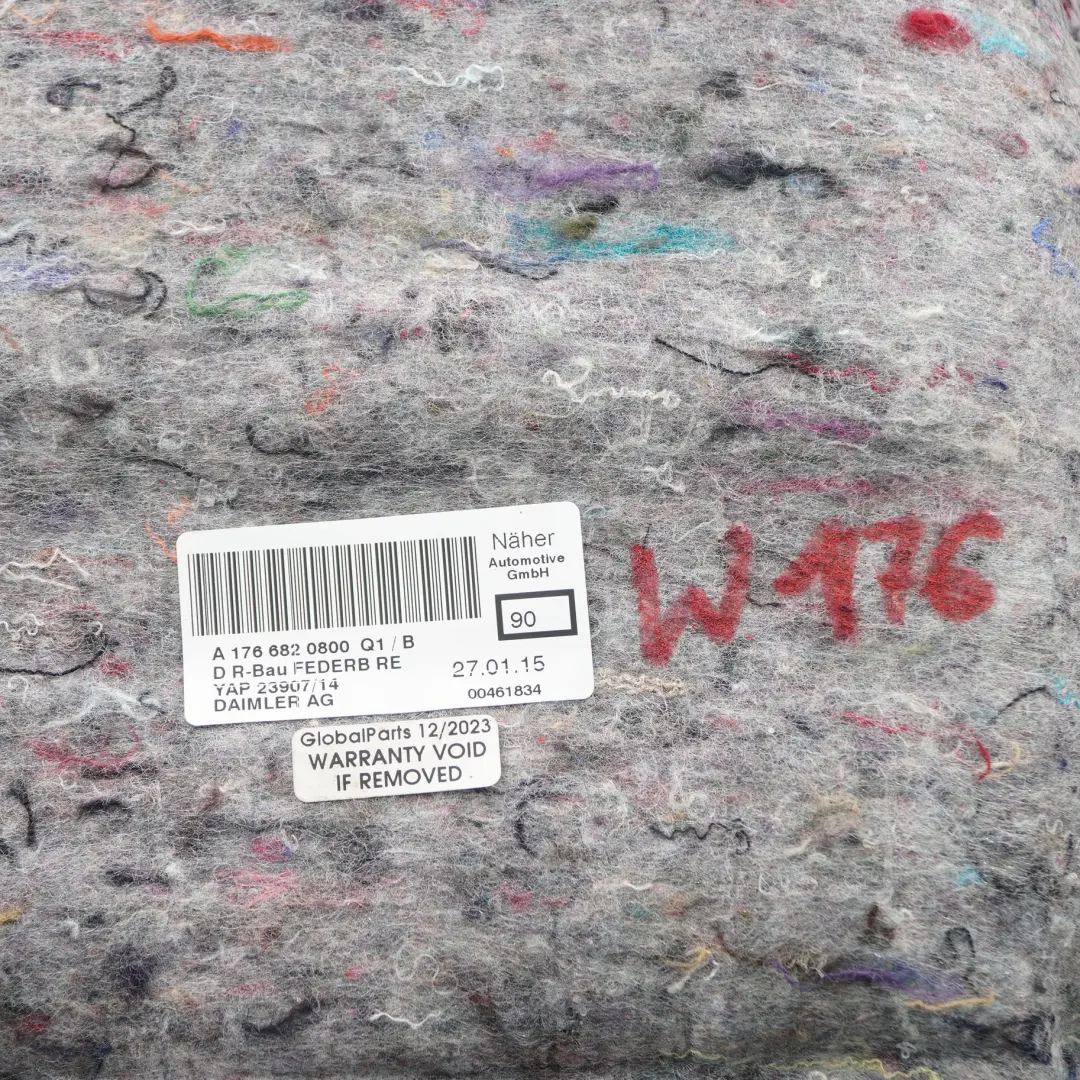 Näher
Automotive
GmbH
90
A 176 682 0800 Q1 / B
D R-Bau FEDERB RE
YAP 23907/14
DAIMLER AG
27.01.15
00461834
GlobalParts 12/2023
WARRANTY VOID
IF REMOVED
W176